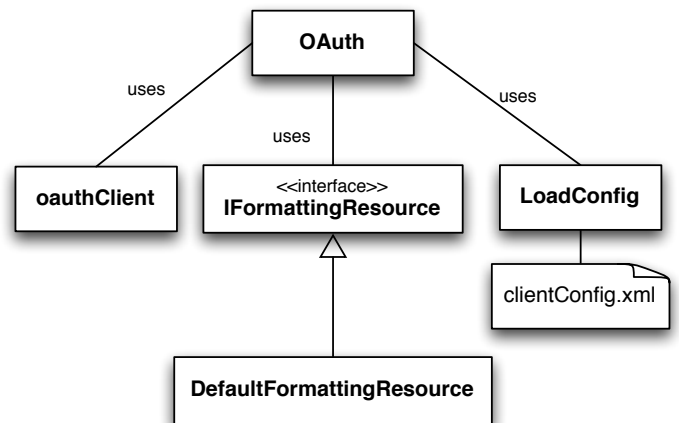 OAuth
uses
uses
uses
oauthClient
<<interface>>
IFormattingResource
LoadConfig
clientConfig.xml
DefaultFormattingResource